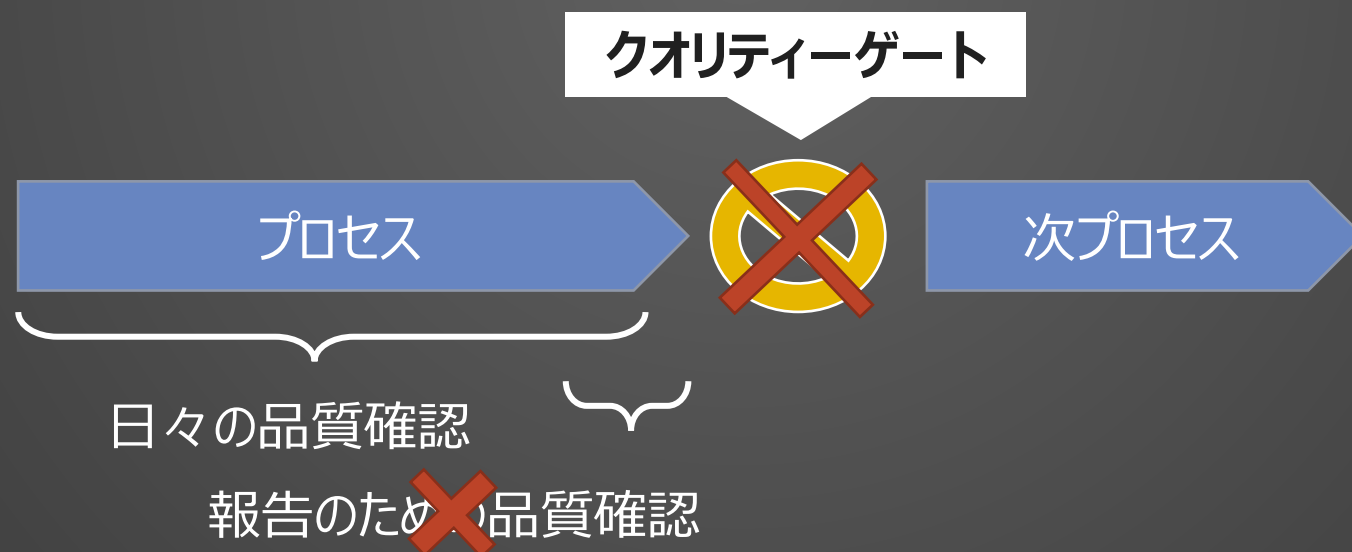 クオリティーゲート
プロセス
次プロセス
日々の品質確認
報告のための品質確認